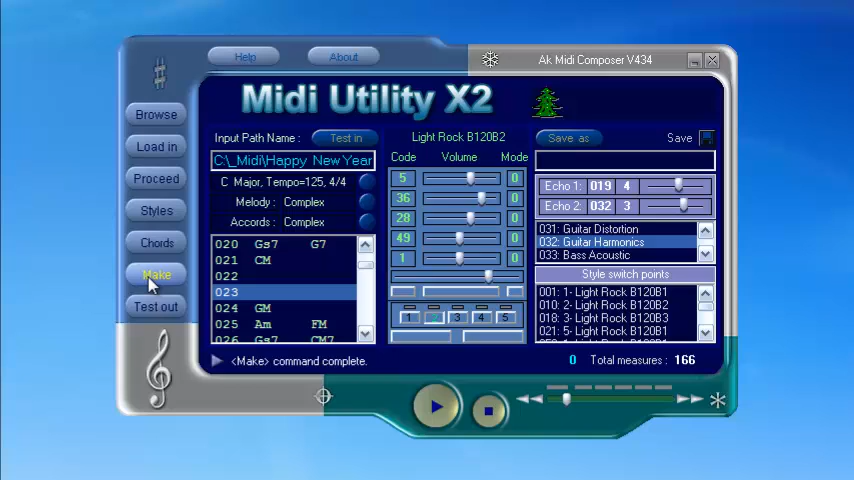 Help
About
Ak Midi Composer V434
Midi Utility X2
Browse
Load in
Proceed
Styles
Chords
Make
Test out
Input Path Name :
Test in
C:\_Midi\Happy New Year
C Major, Tempo=125, 4/4
Melody : Complex
Accords : Complex
020 Gs7 G7
021 CM
022
023
024 GM
025 Am FM
026 Gs7 CM7
Light Rock B120B2
Code Volume Mode
5 0
36 0
28 0
49 0
1 0
1 2 3 4 5
Save as
Save
Echo 1: 019 4
Echo 2: 032 3
031: Guitar Distortion
032: Guitar Harmonics
033: Bass Acoustic
Style switch points
001: 1- Light Rock B120B1
010: 2- Light Rock B120B2
018: 3- Light Rock B120B3
021: 5- Light Rock B120B1
<Make> command complete.
0 Total measures : 166